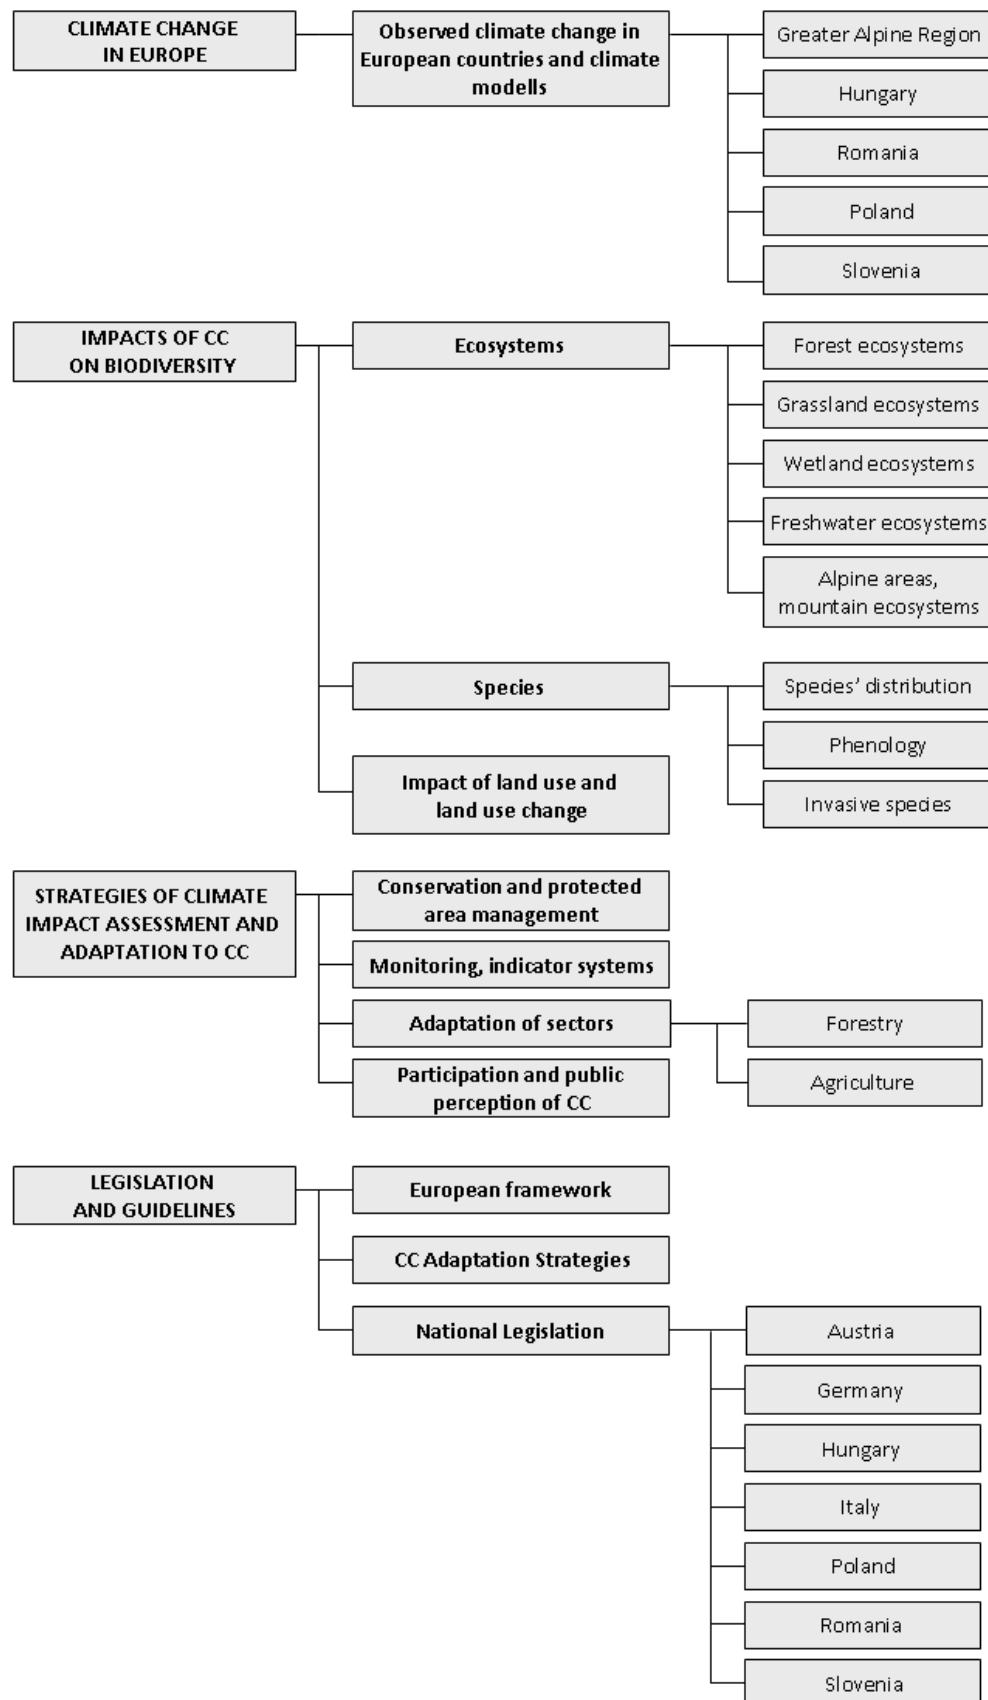 CLIMATE CHANGE
IN EUROPE
Observed climate change in
European countries and climate
modells
Greater Alpine Region
Hungary
Romania
Poland
Slovenia
IMPACTS OF CC
ON BIODIVERSITY
Ecosystems
Forest ecosystems
Grassland ecosystems
Wetland ecosystems
Freshwater ecosystems
Alpine areas,
mountain ecosystems
Species
Species’ distribution
Phenology
Invasive species
Impact of land use and
land use change
STRATEGIES OF CLIMATE
IMPACT ASSESSMENT AND
ADAPTATION TO CC
Conservation and protected
area management
Monitoring, indicator systems
Adaptation of sectors
Forestry
Agriculture
Participation and public
perception of CC
LEGISLATION
AND GUIDELINES
European framework
CC Adaptation Strategies
National Legislation
Austria
Germany
Hungary
Italy
Poland
Romania
Slovenia